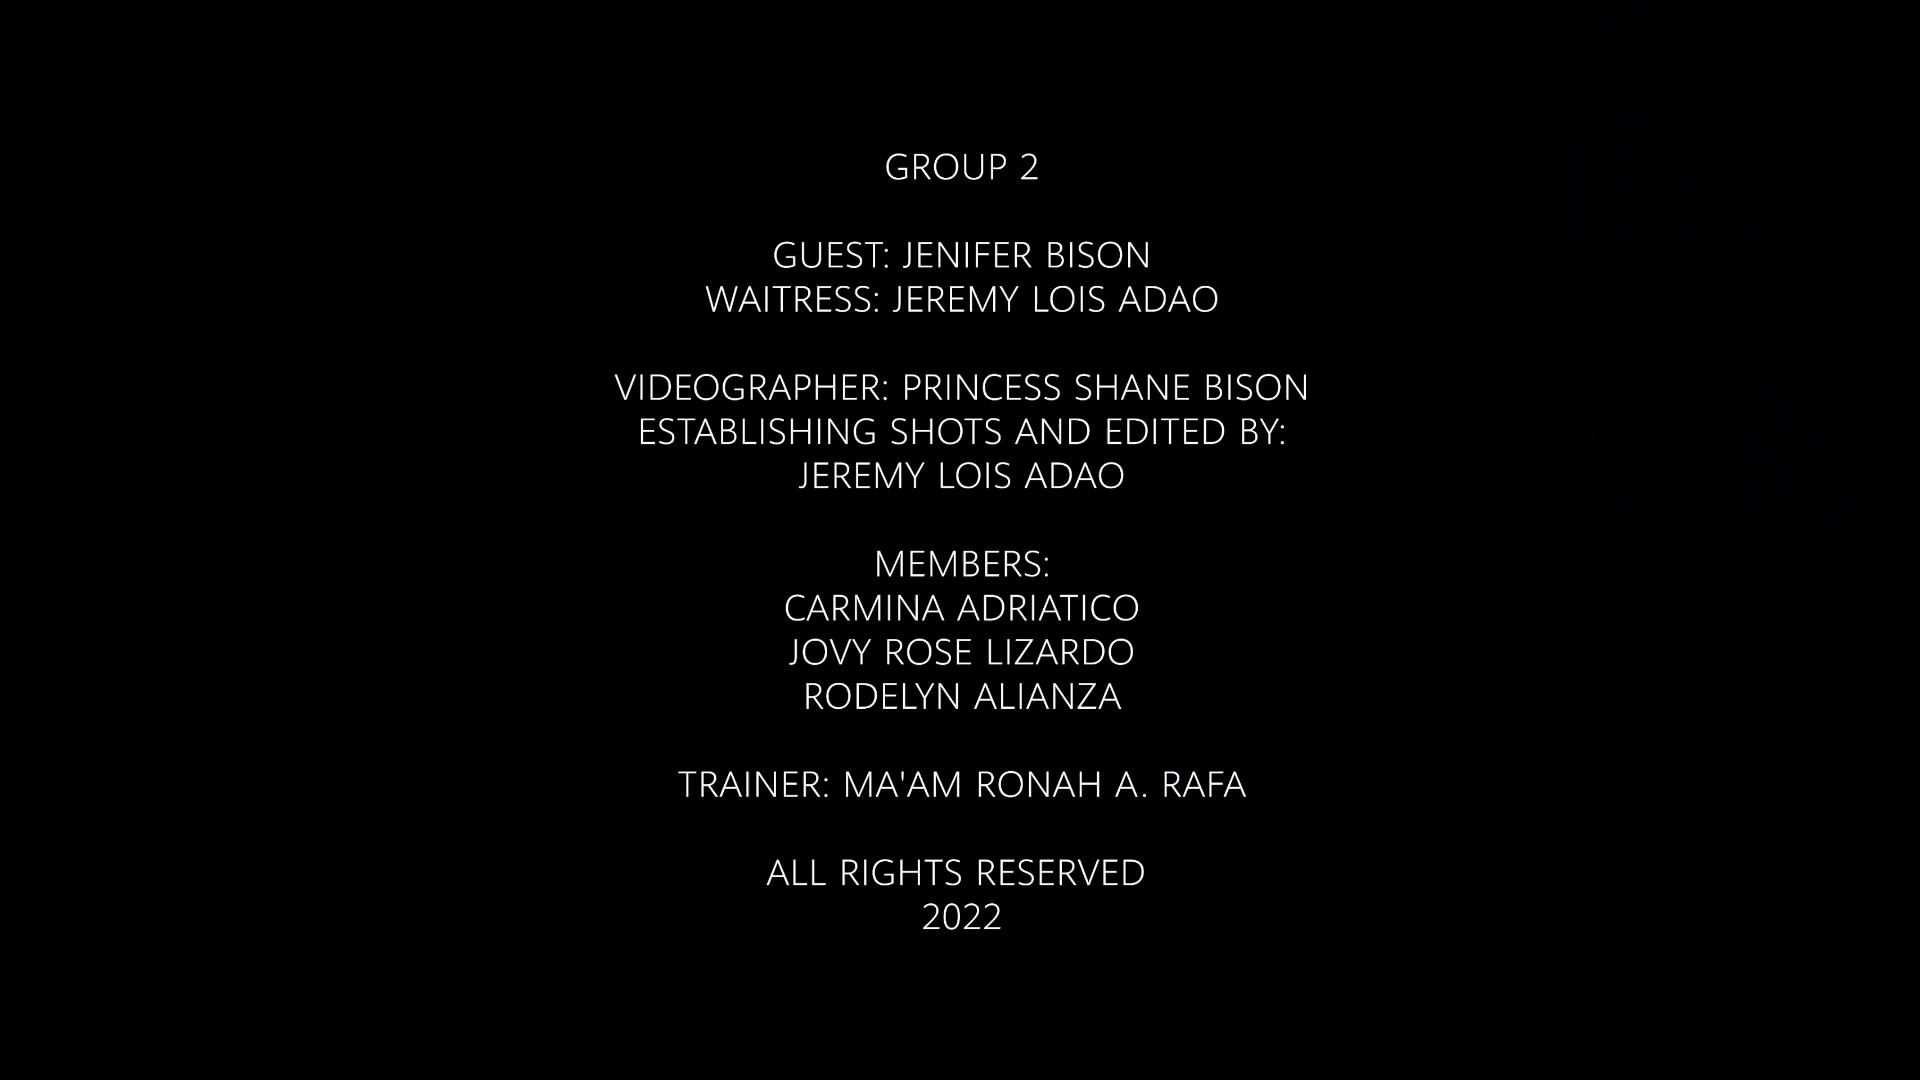 GROUP 2
GUEST: JENIFER BISON
WAITRESS: JEREMY LOIS ADAO
VIDEOGRAPHER: PRINCESS SHANE BISON
ESTABLISHING SHOTS AND EDITED BY:
JEREMY LOIS ADAO
MEMBERS:
CARMINA ADRIATICO
JOVY ROSE LIZARDO
RODELYN ALIANZA
TRAINER: MA'AM RONAH A. RAFA
ALL RIGHTS RESERVED
2022